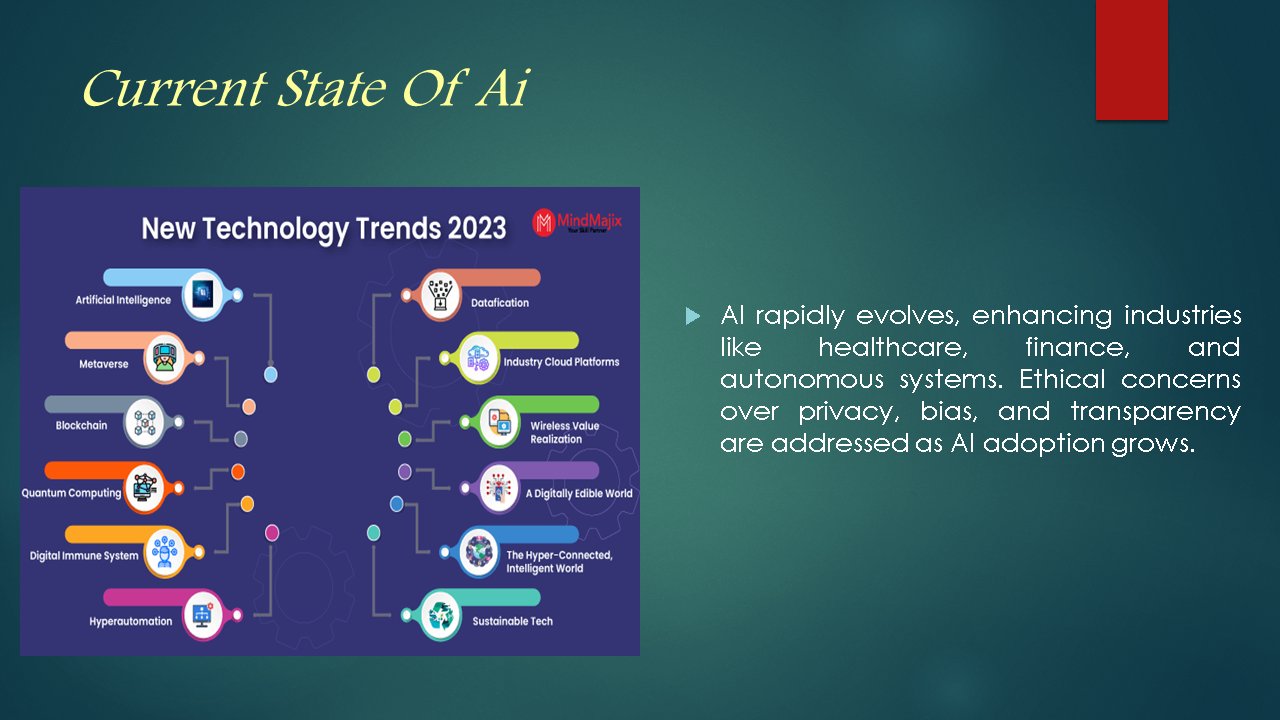 Current State Of Ai
New Technology Trends 2023
MindMajix
Your Skill Partner
Artificial Intelligence
Metaverse
Blockchain
Quantum Computing
Digital Immune System
Hyperautomation
Datafication
Industry Cloud Platforms
Wireless Value
Realization
A Digitally Edible World
The Hyper-Connected,
Intelligent World
Sustainable Tech
AI rapidly evolves, enhancing industries
like healthcare, finance, and
autonomous systems. Ethical concerns
over privacy, bias, and transparency
are addressed as AI adoption grows.